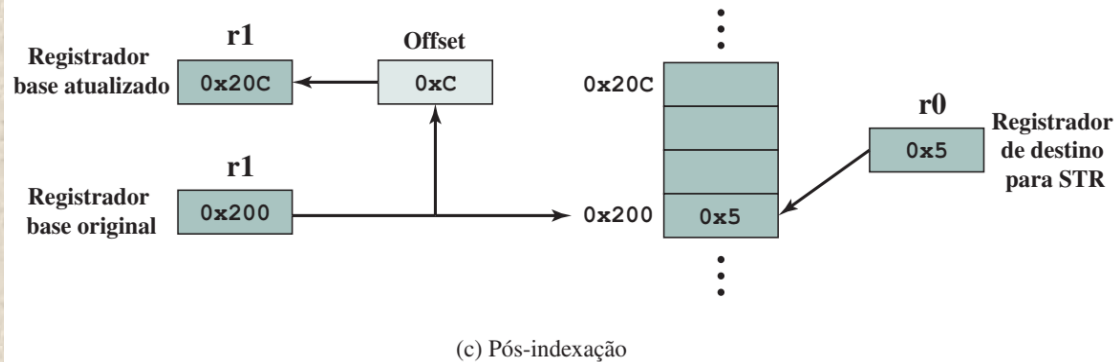 r1
Offset
Registrador
base atualizado
0x20C
0xC
0x20C
r0
0x5
Registrador
de destino
para STR
r1
Registrador
base original
0x200
0x200
0x5
(c) Pós-indexação